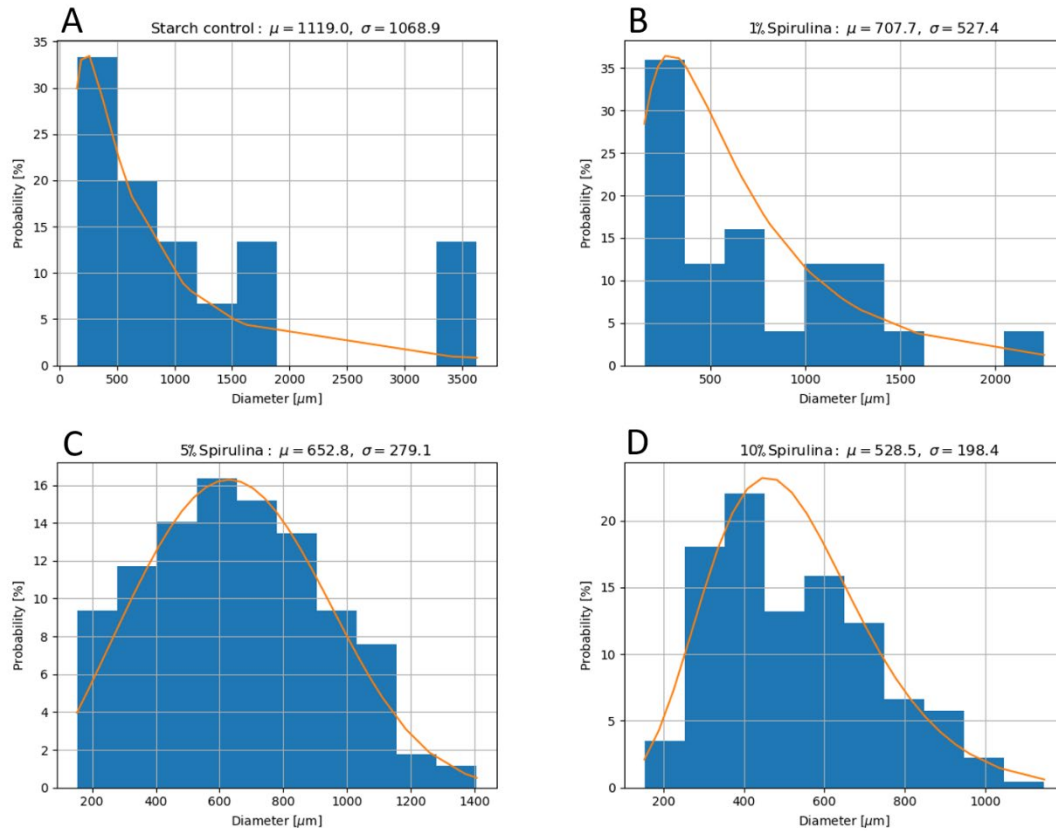 A
Starch control : μ = 1119.0, σ = 1068.9
35
30
25
20
15
10
5
0
Probability [%]
0 500 1000 1500 2000 2500 3000 3500
Diameter [μm]
B
1% Spirulina : μ = 707.7, σ = 527.4
35
30
25
20
15
10
5
0
Probability [%]
500 1000 1500 2000
Diameter [μm]
C
5% Spirulina : μ = 652.8, σ = 279.1
16
14
12
10
8
6
4
2
0
Probability [%]
200 400 600 800 1000 1200 1400
Diameter [μm]
D
10% Spirulina : μ = 528.5, σ = 198.4
20
15
10
5
0
Probability [%]
200 400 600 800 1000
Diameter [μm]